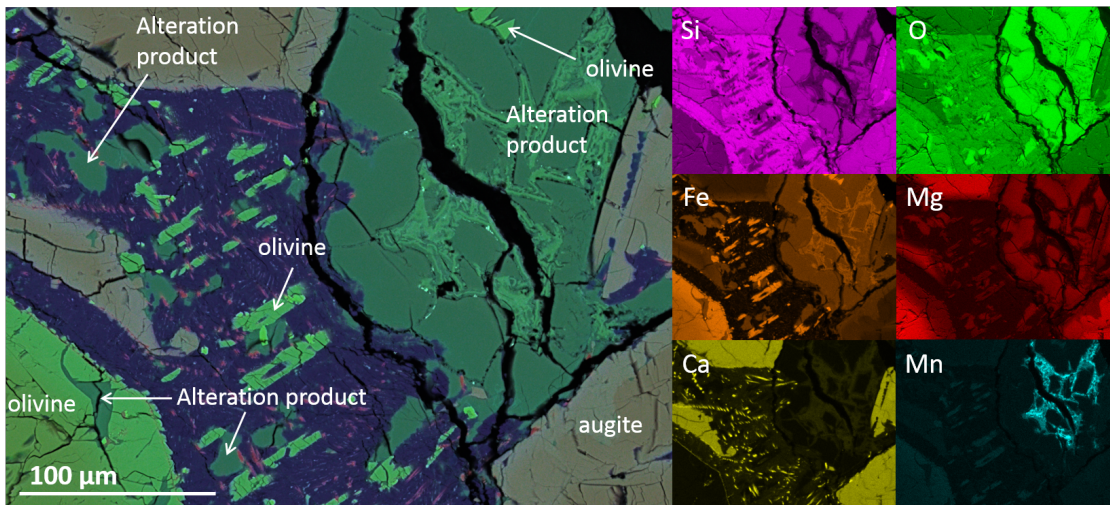 Alteration
product
olivine
Alteration
product
olivine
olivine
Alteration product
augite
100 µm
Si
O
Fe
Mg
Ca
Mn